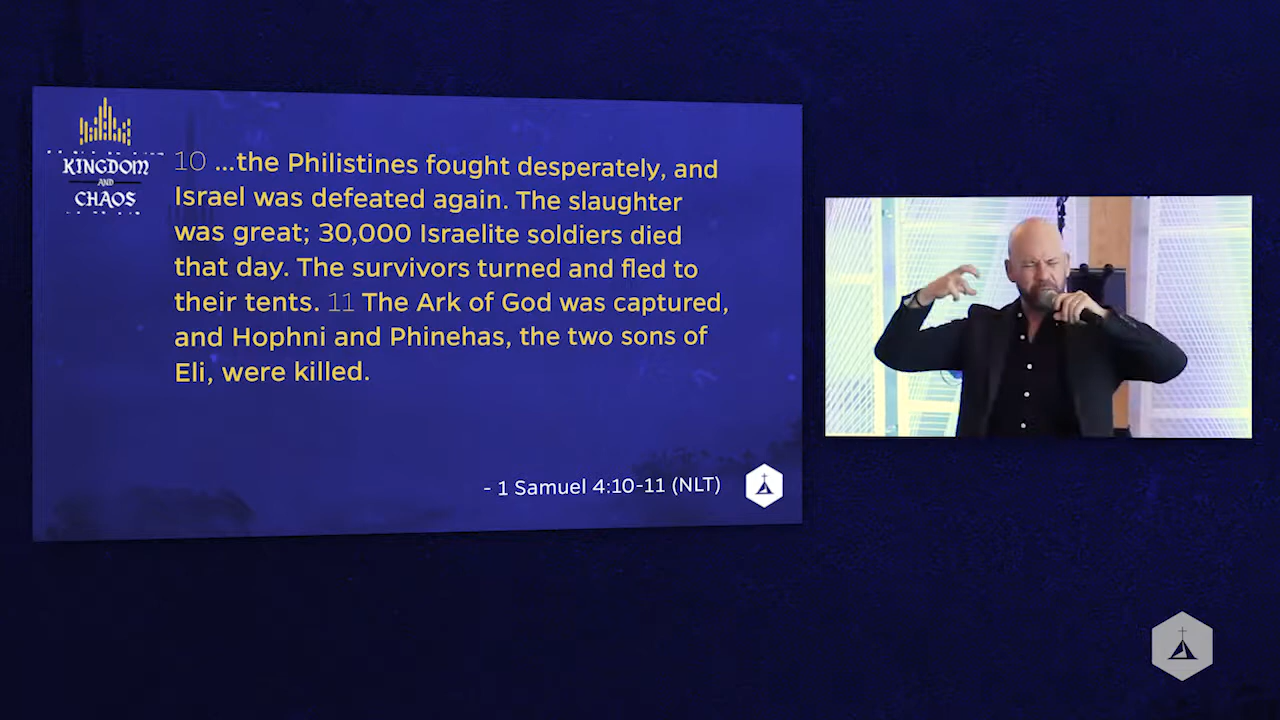 KINGDOM
AND
CHAOS
10 ...the Philistines fought desperately, and
Israel was defeated again. The slaughter
was great; 30,000 Israelite soldiers died
that day. The survivors turned and fled to
their tents. 11 The Ark of God was captured,
and Hophni and Phinehas, the two sons of
Eli, were killed.
- 1 Samuel 4:10-11 (NLT)